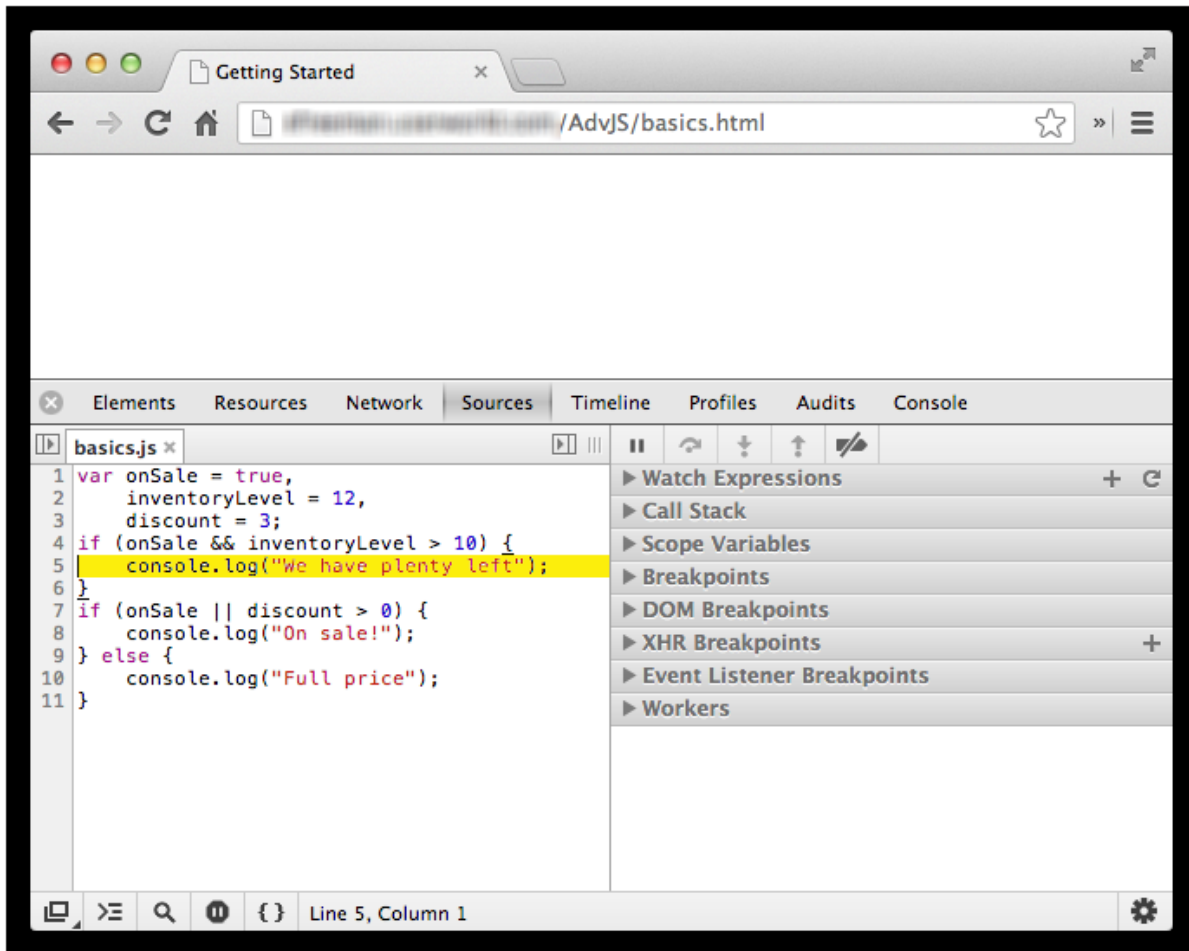 Getting Started
/AdvJS/basics.html
Elements Resources Network Sources Timeline Profiles Audits Console
basics.js
1 var onSale = true,
2     inventoryLevel = 12,
3     discount = 3;
4 if (onSale && inventoryLevel > 10) {
5     console.log("We have plenty left");
6 }
7 if (onSale || discount > 0) {
8     console.log("On sale!");
9 } else {
10     console.log("Full price");
11 }
Watch Expressions
Call Stack
Scope Variables
Breakpoints
DOM Breakpoints
XHR Breakpoints
Event Listener Breakpoints
Workers
Line 5, Column 1